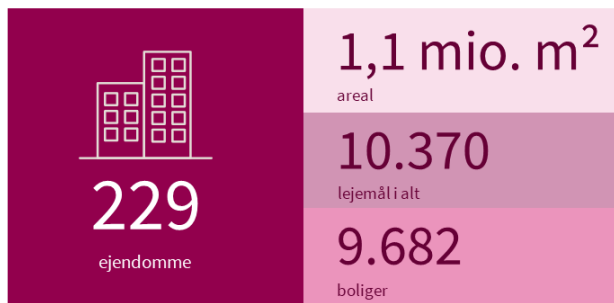 229
ejendomme
1,1 mio. m²
areal
10.370
lejemål i alt
9.682
boliger